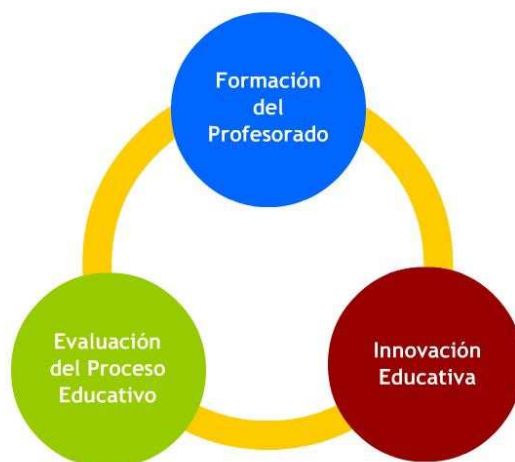 Formación
del
Profesorado
Evaluación
del Proceso
Educativo
Innovación
Educativa